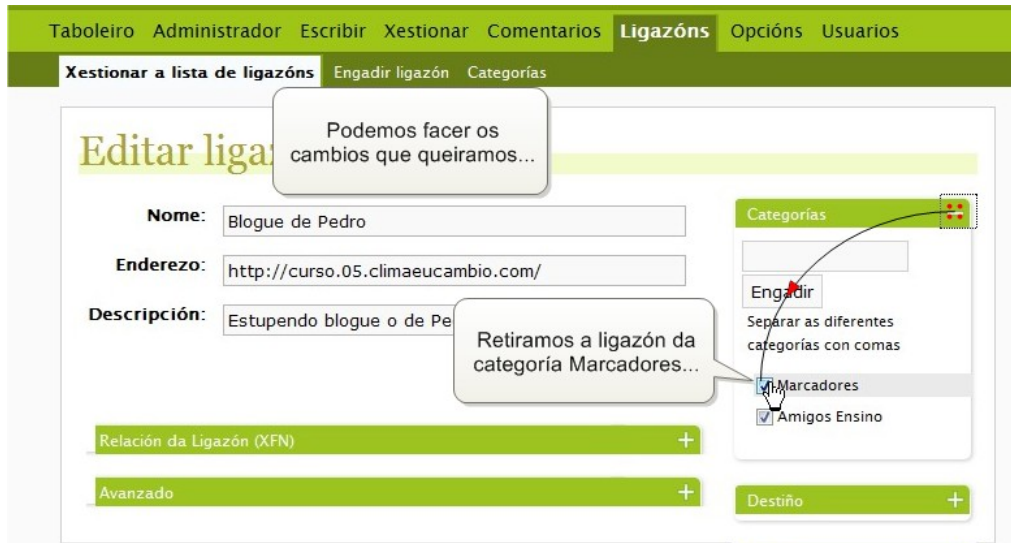 Taboleiro Administrador Escribir Xestionar Comentarios Ligazóns Opcións Usuarios
Xestionar a lista de ligazóns Engadir ligazón Categorías
Podemos facer os
cambios que queiramos...
Editar liga
Nome: Blogue de Pedro
Enderezo: http://curso.05.climaeucambio.com/
Descripción: Estupendo blogue o de Pe
Retiramos a ligazón da
categoría Marcadores...
Relación da Ligazón (XFN)
Avanzado
Categorías
Engadir
Separar as diferentes
categorías con comas
Marcadores
Amigos Ensino
Destiño